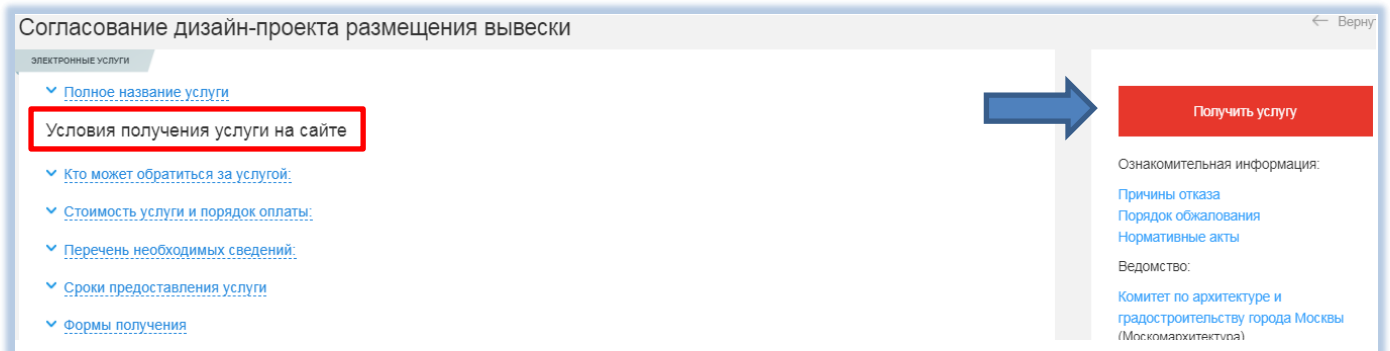 Согласование дизайн-проекта размещения вывески
← Верну
ЭЛЕКТРОННЫЕ УСЛУГИ
Полное название услуги
Условия получения услуги на сайте
Кто может обратиться за услугой:
Стоимость услуги и порядок оплаты:
Перечень необходимых сведений:
Сроки предоставления услуги
Формы получения
Получить услугу
Ознакомительная информация:
Причины отказа
Порядок обжалования
Нормативные акты
Ведомство:
Комитет по архитектуре и
градостроительству города Москвы
(Москомархитектура)